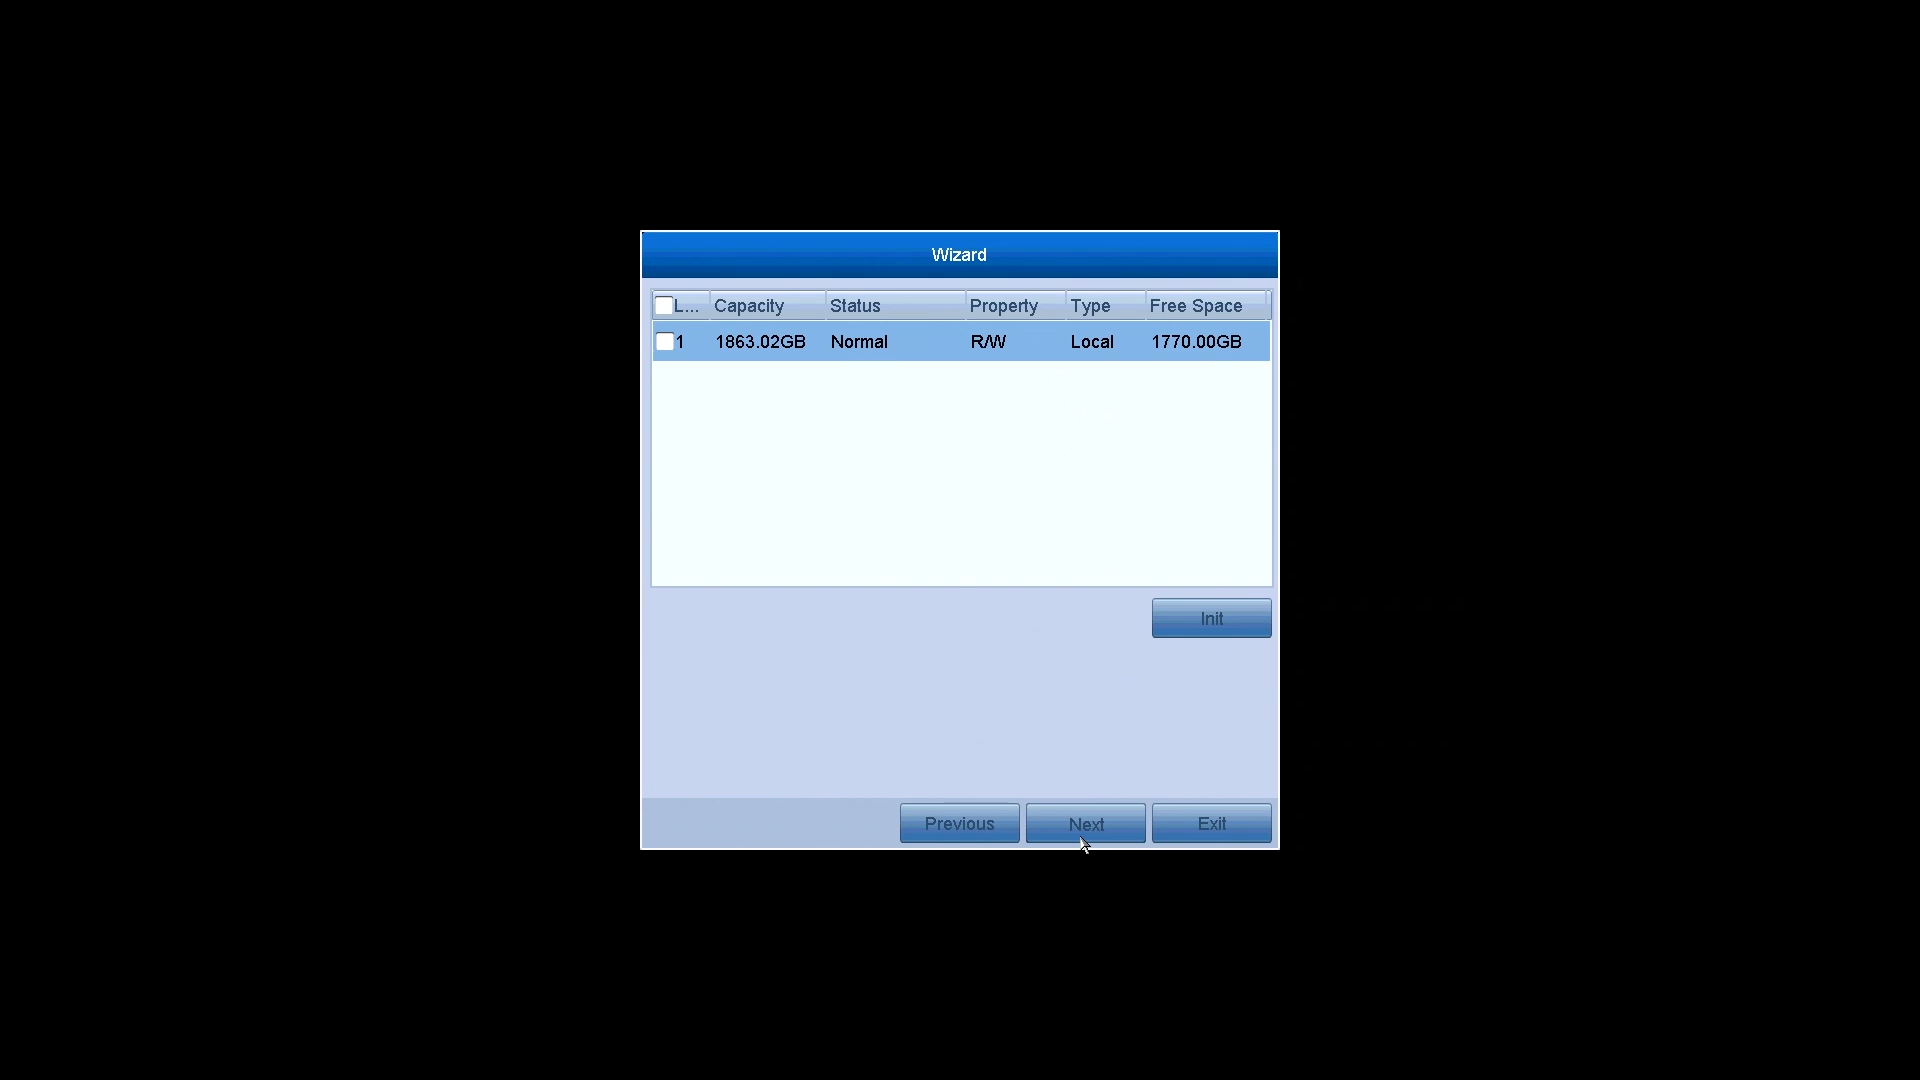 Wizard
L... Capacity Status Property Type Free Space
1 1863.02GB Normal R/W Local 1770.00GB
Init
Previous Next Exit